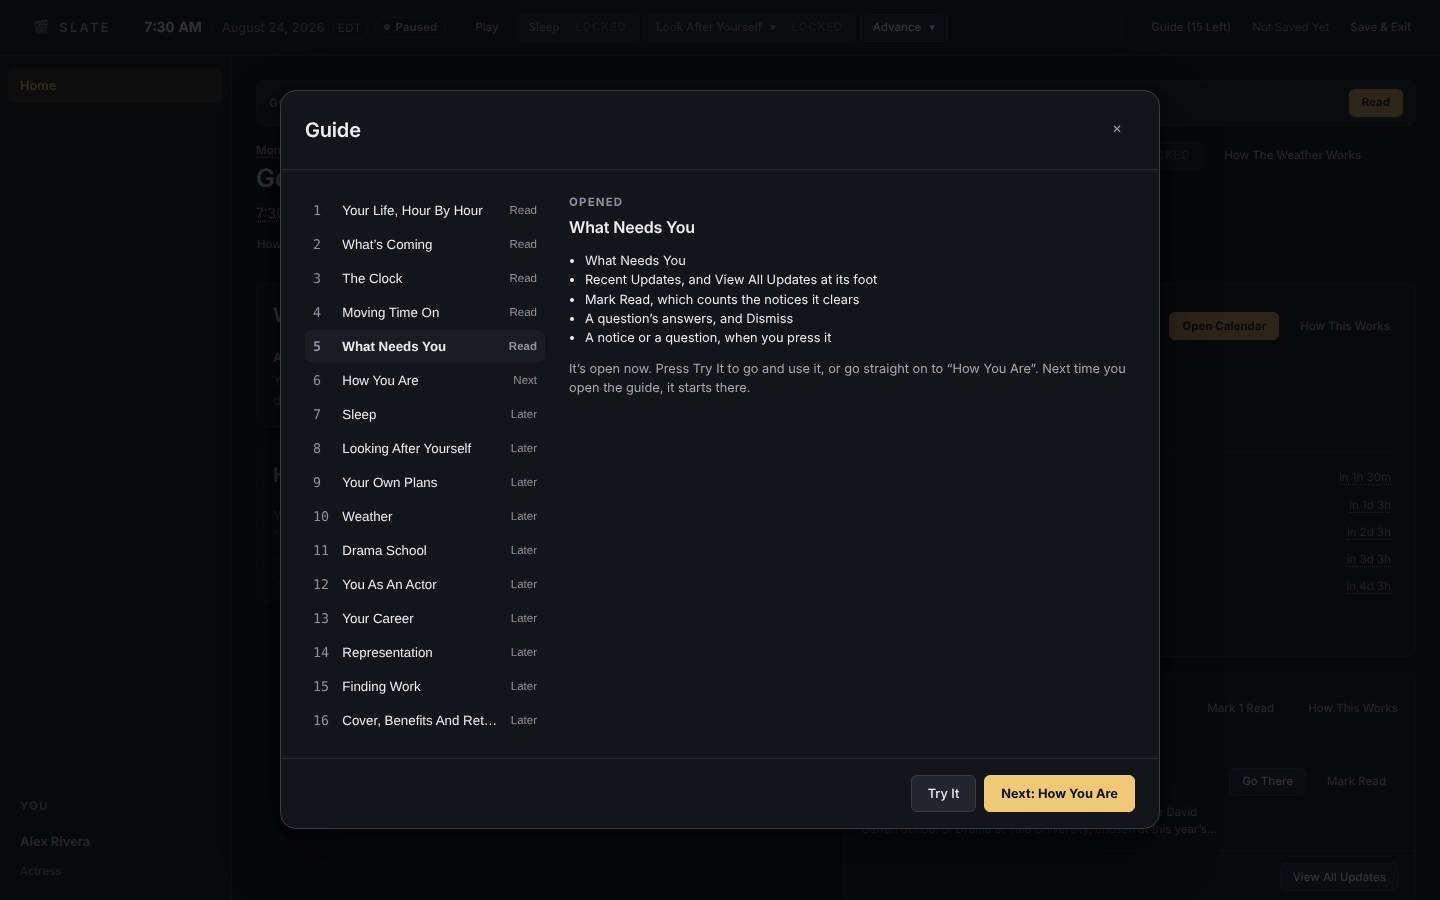 SLATE
7:30 AM
August 24, 2026
EDT
Paused
Play
Sleep LOCKED
Look After Yourself LOCKED
Advance
Guide (15 Left)
Not Saved Yet
Save & Exit
Home
Read
How The Weather Works
Guide
×
1 Your Life, Hour By Hour Read
2 What’s Coming Read
3 The Clock Read
4 Moving Time On Read
5 What Needs You Read
6 How You Are Next
7 Sleep Later
8 Looking After Yourself Later
9 Your Own Plans Later
10 Weather Later
11 Drama School Later
12 You As An Actor Later
13 Your Career Later
14 Representation Later
15 Finding Work Later
16 Cover, Benefits And Ret… Later
OPENED
What Needs You
• What Needs You
• Recent Updates, and View All Updates at its foot
• Mark Read, which counts the notices it clears
• A question’s answers, and Dismiss
• A notice or a question, when you press it
It’s open now. Press Try It to go and use it, or go straight on to “How You Are”. Next time you
open the guide, it starts there.
Try It
Next: How You Are
Open Calendar
How This Works
in 1h 30m
in 1d 3h
in 2d 3h
in 3d 3h
in 4d 3h
Mark 1 Read
How This Works
Go There
Mark Read
David
School of Drama at Yale University, chosen at this year’s…
View All Updates
YOU
Alex Rivera
Actress